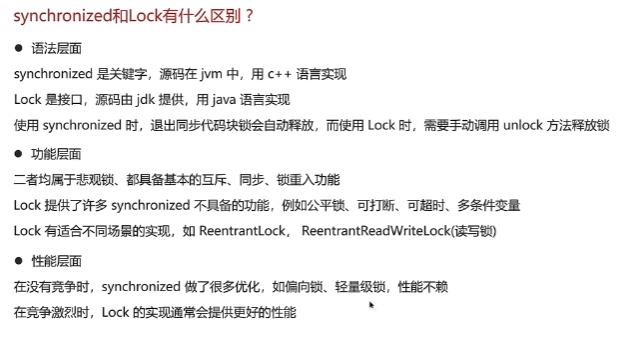 synchronized和Lock有什么区别？
● 语法层面
synchronized 是关键字，源码在 jvm 中，用 c++ 语言实现
Lock 是接口，源码由 jdk 提供，用 java 语言实现
使用 synchronized 时，退出同步代码块锁会自动释放，而使用 Lock 时，需要手动调用 unlock 方法释放锁
● 功能层面
二者均属于悲观锁、都具备基本的互斥、同步、锁重入功能
Lock 提供了许多 synchronized 不具备的功能，例如公平锁、可打断、可超时、多条件变量
Lock 有适合不同场景的实现，如 ReentrantLock， ReentrantReadWriteLock(读写锁)
● 性能层面
在没有竞争时，synchronized 做了很多优化，如偏向锁、轻量级锁，性能不赖
在竞争激烈时，Lock 的实现通常会提供更好的性能